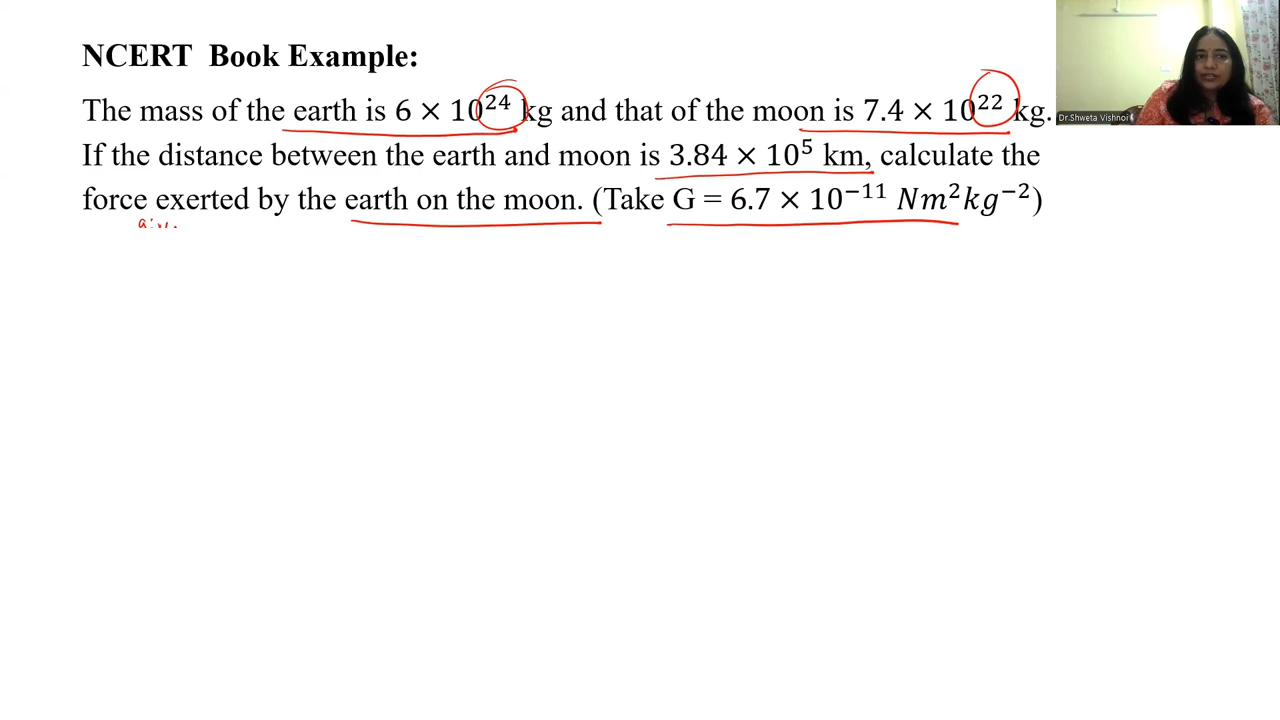 NCERT Book Example:
The mass of the earth is 6 × 10²⁴ kg and that of the moon is 7.4 × 10²² kg.
If the distance between the earth and moon is 3.84 × 10⁵ km, calculate the
force exerted by the earth on the moon. (Take G = 6.7 × 10⁻¹¹ Nm²kg⁻²)
Dr.Shweta Vishnoi